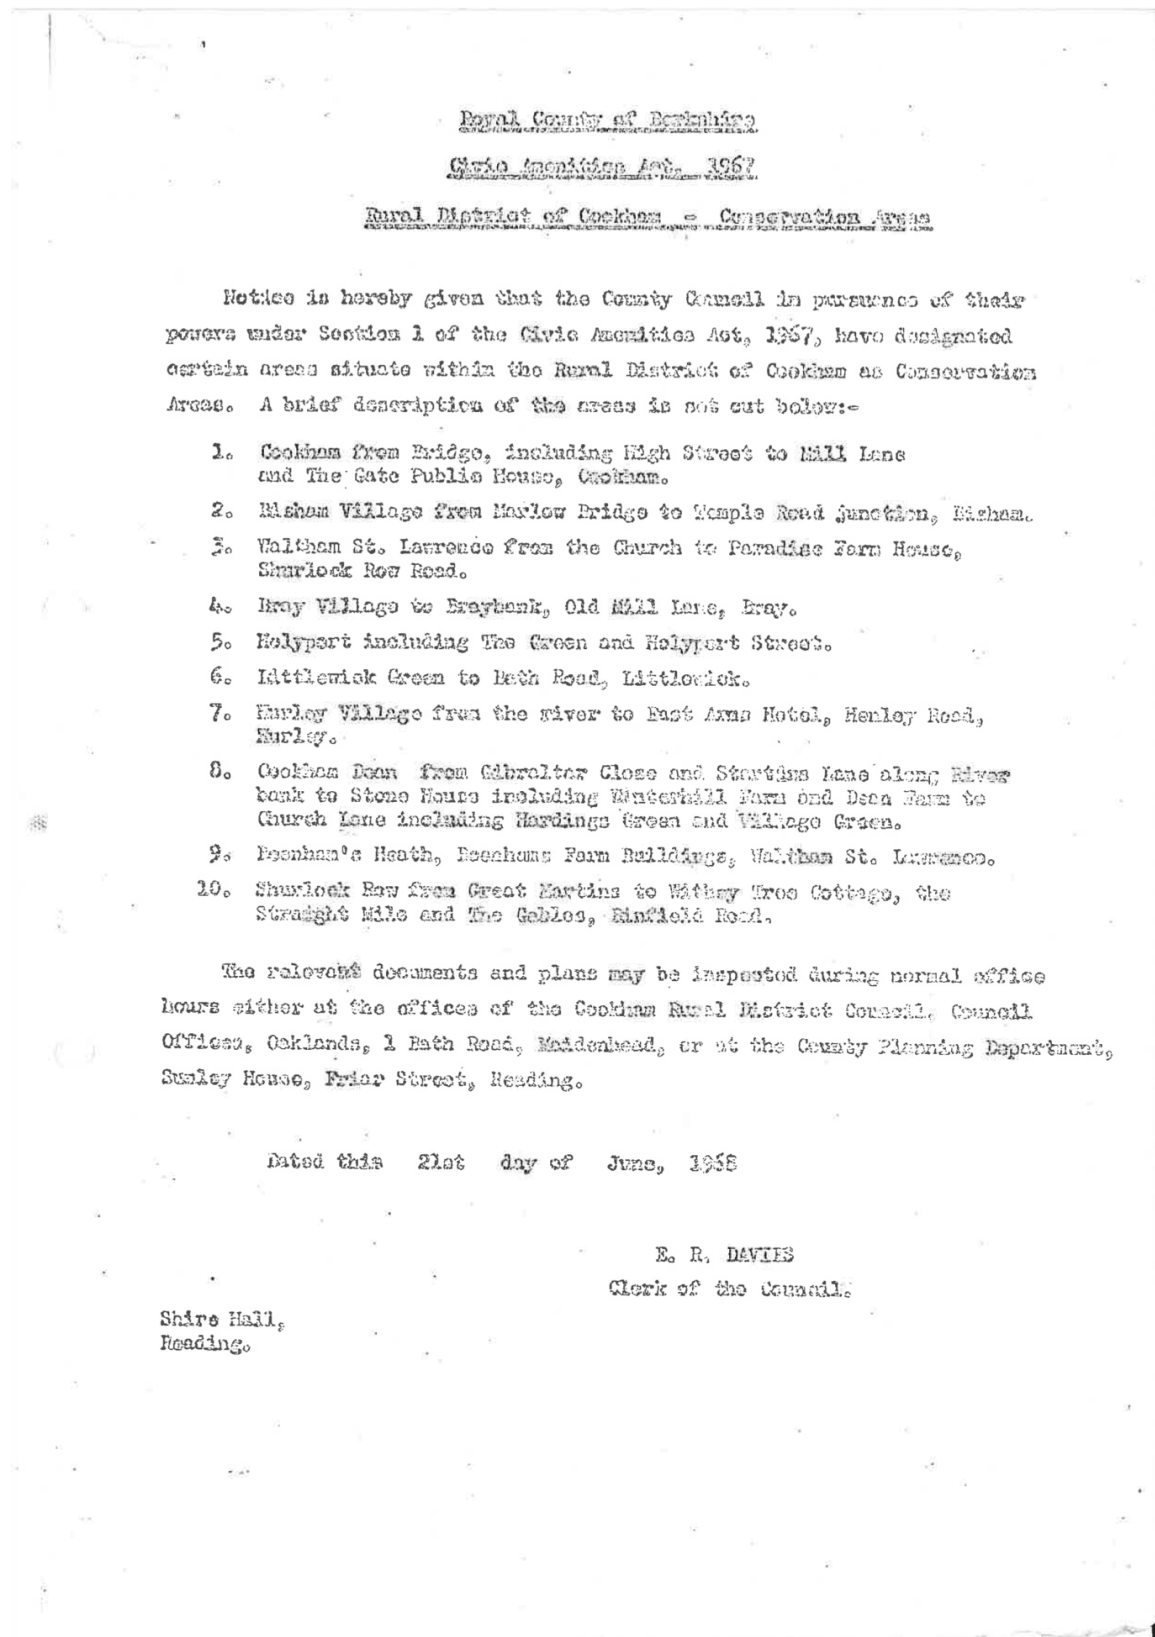 Royal County of Berkshire
Civic Amenities Act, 1967
Rural District of Cookham - Conservation Areas
Notice is hereby given that the County Council in pursuance of their
powers under Section 1 of the Civic Amenities Act, 1967, have designated
certain areas situate within the Rural District of Cookham as Conservation
Areas. A brief description of the areas is set out below:-
1. Cookham from Bridge, including High Street to Mill Lane
and The Gate Public House, Cookham.
2. Bisham Village from Marlow Bridge to Temple Road junction, Bisham.
3. Waltham St. Lawrence from the Church to Paradise Farm House,
Shurlock Row Road.
4. Bray Village to Braybank, Old Mill Lane, Bray.
5. Holyport including The Green and Holyport Street.
6. Littlewick Green to Bath Road, Littlewick.
7. Hurley Village from the river to East Arms Hotel, Henley Road,
Hurley.
8. Cookham Dean from Gibraltar Close and Startins Lane along River
bank to Stone House including Winterhill Farm and Dean Farm to
Church Lane including Hardings Green and Village Green.
9. Beenham's Heath, Beenhams Farm Buildings, Waltham St. Lawrence.
10. Shurlock Row from Great Martins to Withey Tree Cottage, the
Straight Mile and The Gables, Binfield Road.
The relevant documents and plans may be inspected during normal office
hours either at the offices of the Cookham Rural District Council, Council
Offices, Oaklands, 1 Bath Road, Maidenhead, or at the County Planning Department,
Sunley House, Friar Street, Reading.
Dated this 21st day of June, 1968
E. R. DAVIES
Clerk of the Council.
Shire Hall,
Reading.